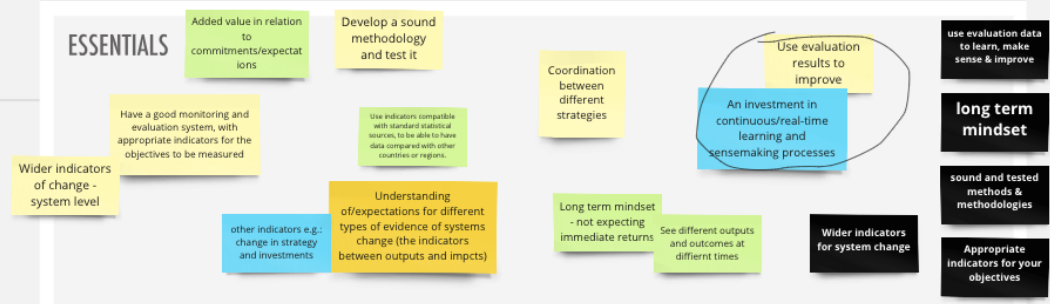 ESSENTIALS
Added value in relation
to
commitments/expectat
ions
Develop a sound
methodology
and test it
Have a good monitoring and
evaluation system, with
appropriate indicators for the
objectives to be measured
Wider indicators
of change -
system level
Use indicators compatible
with standard statistical
sources, to be able to have
data compared with other
countries or regions.
other indicators e.g.:
change in strategy
and investments
Understanding
of/expectations for different
types of evidence of systems
change (the indicators
between outputs and impcts)
Coordination
between
different
strategies
Use evaluation
results to
improve
An investment in
continuous/real-time
learning and
sensemaking processes
Long term mindset
- not expecting
immediate returns
See different outputs
and outcomes at
differnt times
Wider indicators
for system change
use evaluation data
to learn, make
sense & improve
long term
mindset
sound and tested
methods &
methodologies
Appropriate
indicators for your
objectives